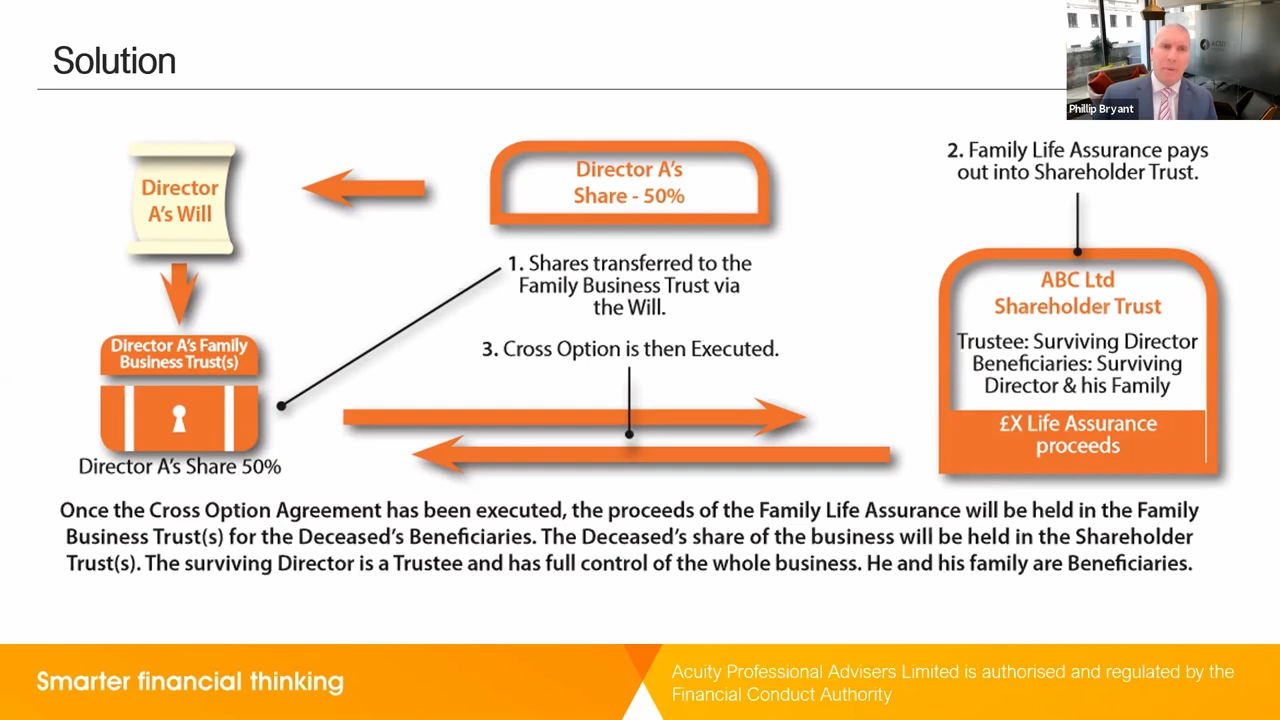 Solution
Phillip Bryant
Director
A's Will
Director A's
Share - 50%
2. Family Life Assurance pays
out into Shareholder Trust.
1. Shares transferred to the
Family Business Trust via
the Will.
ABC Ltd
Shareholder Trust
Trustee: Surviving Director
Beneficiaries: Surviving
Director & his Family
£X Life Assurance
proceeds
Director A's Family
Business Trust(s)
3. Cross Option is then Executed.
Director A's Share 50%
Once the Cross Option Agreement has been executed, the proceeds of the Family Life Assurance will be held in the Family
Business Trust(s) for the Deceased's Beneficiaries. The Deceased's share of the business will be held in the Shareholder
Trust(s). The surviving Director is a Trustee and has full control of the whole business. He and his family are Beneficiaries.
Smarter financial thinking
Acuity Professional Advisers Limited is authorised and regulated by the
Financial Conduct Authority